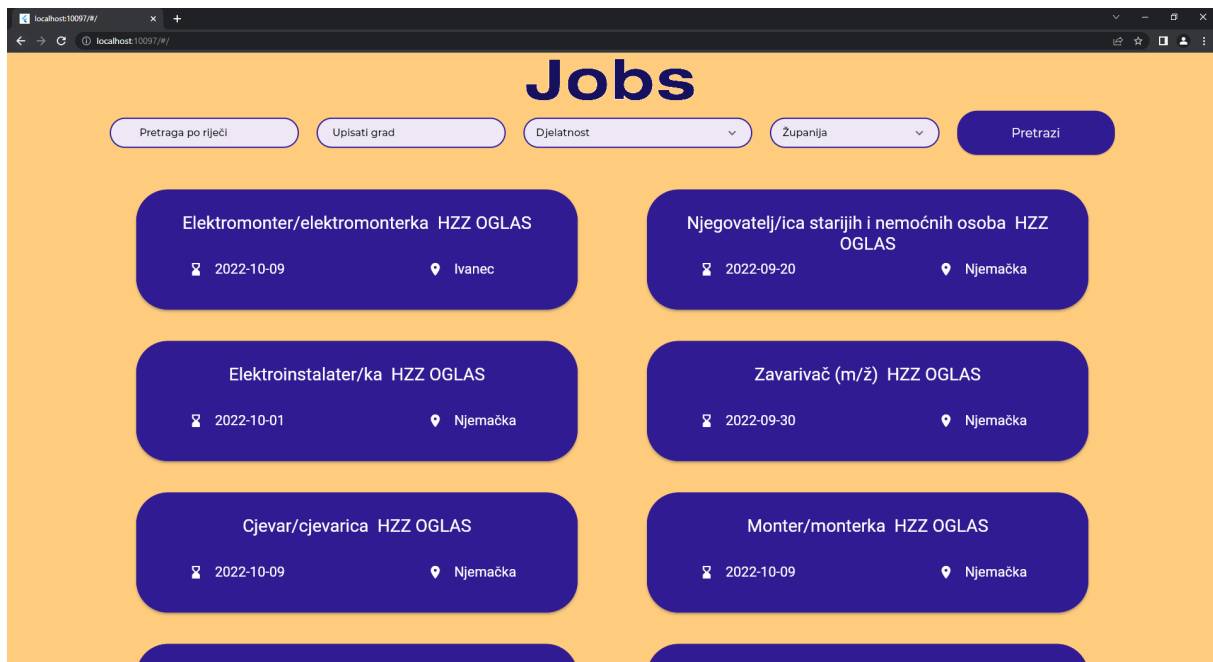 localhost:10097/#/
localhost:10097/#/
Jobs
Pretraga po riječi
Upisati grad
Djelatnost
Županija
Pretrazi
Elektromonter/elektromonterka HZZ OGLAS
2022-10-09
Ivanec
Njegovatelj/ica starijih i nemoćnih osoba HZZ
OGLAS
2022-09-20
Njemačka
Elektroinstalater/ka HZZ OGLAS
2022-10-01
Njemačka
Zavarivač (m/ž) HZZ OGLAS
2022-09-30
Njemačka
Cjevar/cjevarica HZZ OGLAS
2022-10-09
Njemačka
Monter/monterka HZZ OGLAS
2022-10-09
Njemačka